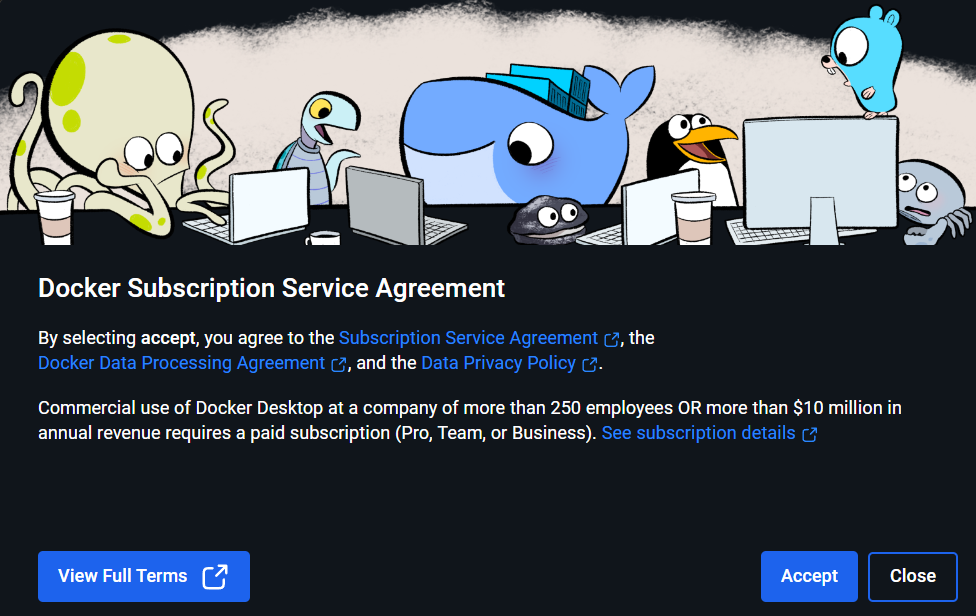 Docker Subscription Service Agreement
By selecting accept, you agree to the Subscription Service Agreement, the
Docker Data Processing Agreement, and the Data Privacy Policy.
Commercial use of Docker Desktop at a company of more than 250 employees OR more than $10 million in
annual revenue requires a paid subscription (Pro, Team, or Business). See subscription details
View Full Terms
Accept
Close